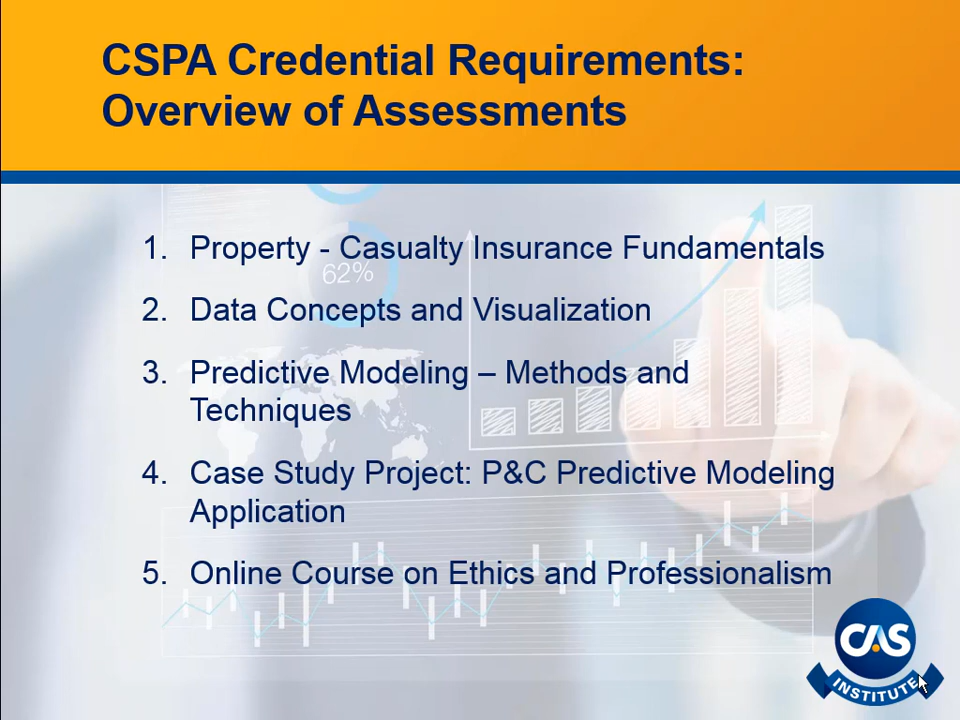 CSPA Credential Requirements:
Overview of Assessments
62%
1. Property - Casualty Insurance Fundamentals
2. Data Concepts and Visualization
3. Predictive Modeling – Methods and
Techniques
4. Case Study Project: P&C Predictive Modeling
Application
5. Online Course on Ethics and Professionalism
CAS
INSTITUTE